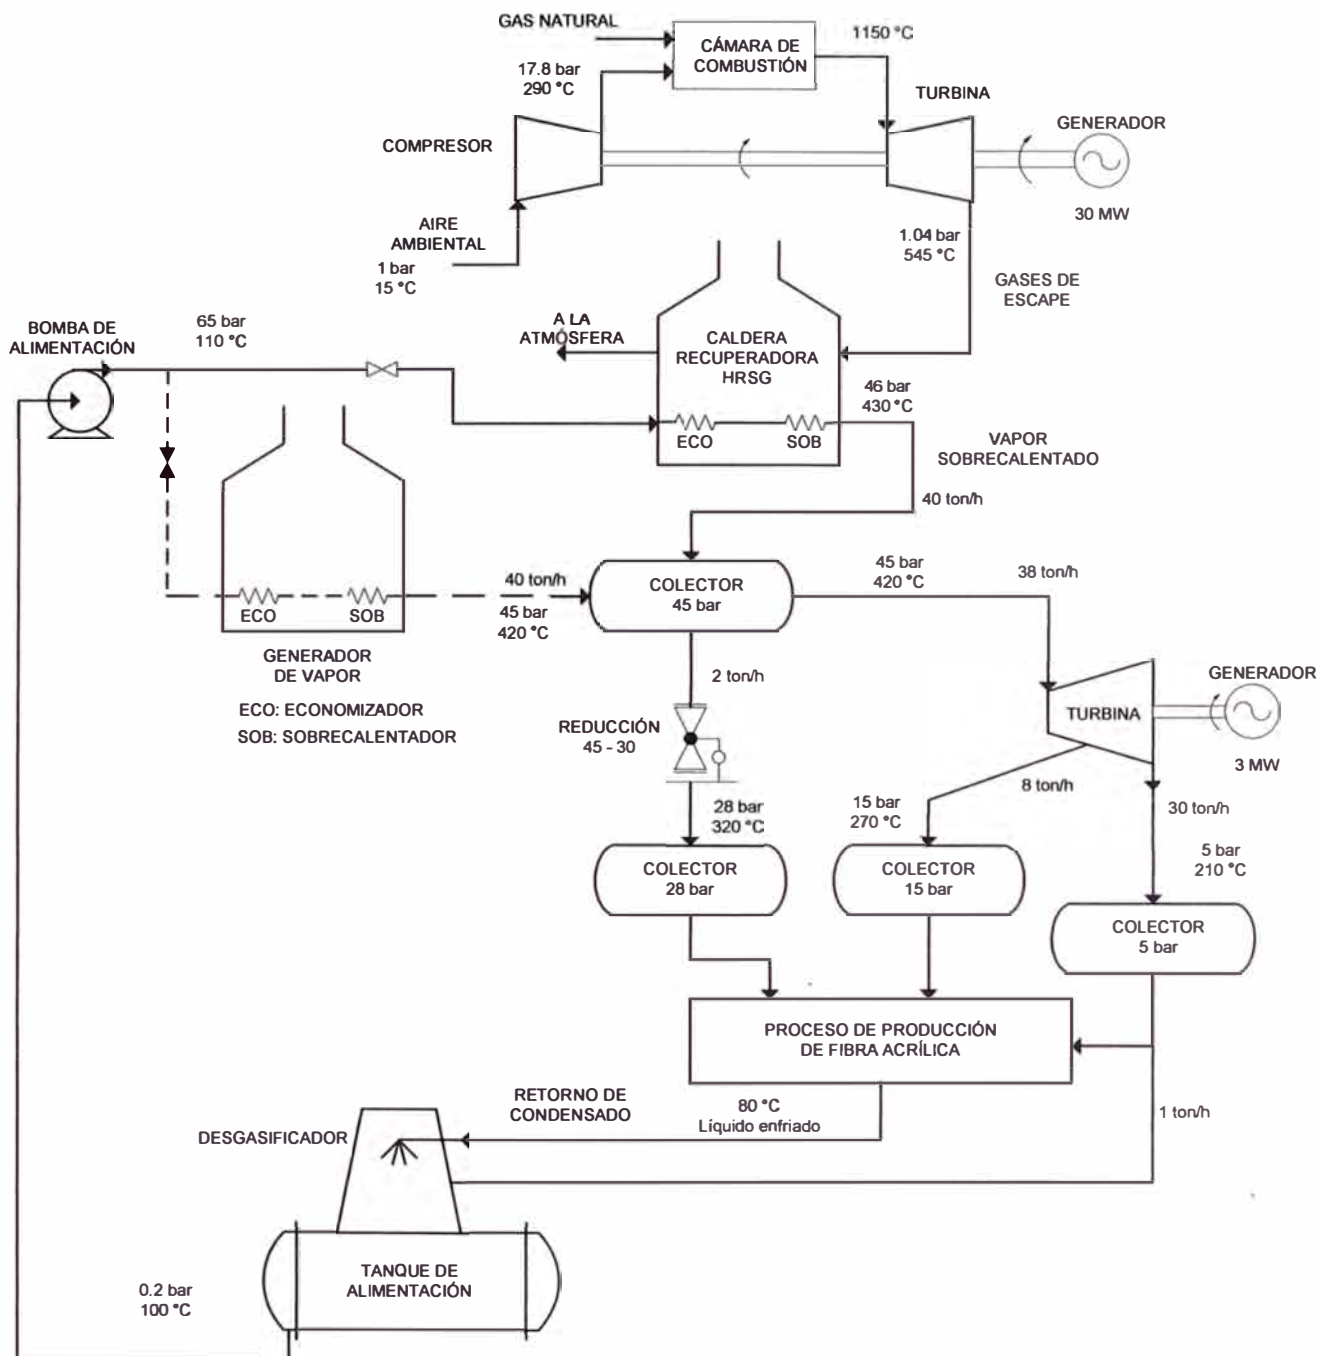 GAS NATURAL
1150 °C
CÁMARA DE
COMBUSTIÓN
17.8 bar
290 °C
TURBINA
GENERADOR
COMPRESOR
30 MW
AIRE
AMBIENTAL
1 bar
15 °C
1.04 bar
545 °C
GASES DE
ESCAPE
BOMBA DE
ALIMENTACIÓN
65 bar
110 °C
A LA
ATMÓSFERA
CALDERA
RECUPERADORA
HRSG
46 bar
430 °C
ECO
SOB
VAPOR
SOBRECALENTADO
40 ton/h
40 ton/h
45 bar
420 °C
COLECTOR
45 bar
45 bar
420 °C
38 ton/h
ECO
SOB
GENERADOR
DE VAPOR
2 ton/h
GENERADOR
ECO: ECONOMIZADOR
SOB: SOBRECALENTADOR
REDUCCIÓN
45 - 30
TURBINA
3 MW
8 ton/h
30 ton/h
28 bar
320 °C
15 bar
270 °C
5 bar
210 °C
COLECTOR
28 bar
COLECTOR
15 bar
COLECTOR
5 bar
PROCESO DE PRODUCCIÓN
DE FIBRA ACRÍLICA
RETORNO DE
CONDENSADO
80 °C
Líquido enfriado
1 ton/h
DESGASIFICADOR
TANQUE DE
ALIMENTACIÓN
0.2 bar
100 °C